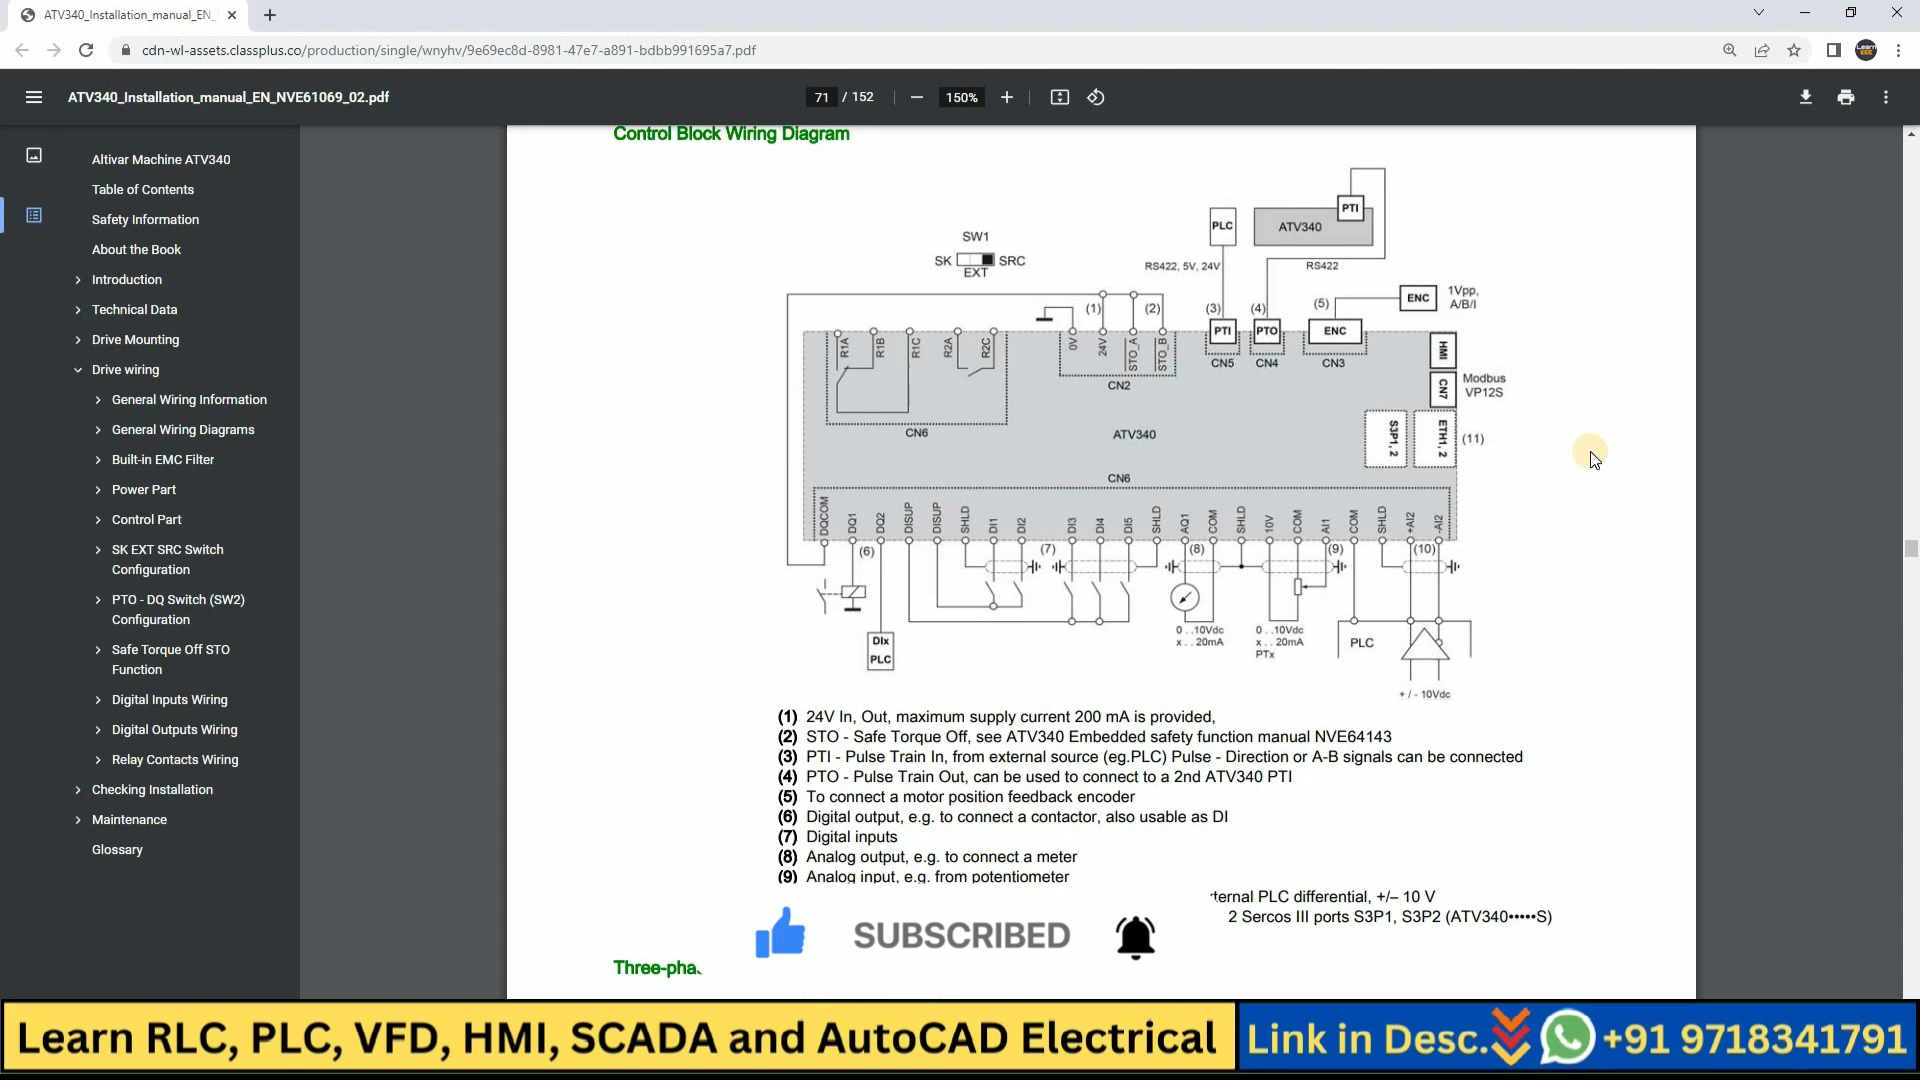 ATV340_Installation_manual_EN_
cdn-wl-assets.classplus.co/production/single/wnyhv/9e69ec8d-8981-47e7-a891-bdbb991695a7.pdf
ATV340_Installation_manual_EN_NVE61069_02.pdf
71 / 152
150%
Altivar Machine ATV340
Table of Contents
Safety Information
About the Book
Introduction
Technical Data
Drive Mounting
Drive wiring
General Wiring Information
General Wiring Diagrams
Built-in EMC Filter
Power Part
Control Part
SK EXT SRC Switch
Configuration
PTO - DQ Switch (SW2)
Configuration
Safe Torque Off STO
Function
Digital Inputs Wiring
Digital Outputs Wiring
Relay Contacts Wiring
Checking Installation
Maintenance
Glossary
Control Block Wiring Diagram
SW1
SK SRC
EXT
PLC
ATV340
PTI
RS422, 5V, 24V
RS422
(1) (2) (3) (4) (5)
ENC
1Vpp,
A/B/I
R1A R1B R1C R2A R2C
0V 24V STO_A STO_B
PTI PTO ENC
HMI
CN5 CN4 CN3
CN2
CN7
Modbus
VP12S
CN6
ATV340
S3P1, 2
ETH1, 2
(11)
CN6
DQCOM DQ1 DQ2 DISUP DISUP SHLD DI1 DI2 DI3 DI4 DI5 SHLD AQ1 COM SHLD 10V COM AI1 COM SHLD +AI2 -AI2
(6) (7) (8) (9) (10)
DIx
PLC
0 . .10Vdc
x . . 20mA
0 . .10Vdc
x . . 20mA
PTx
PLC
+ / - 10Vdc
(1) 24V In, Out, maximum supply current 200 mA is provided,
(2) STO - Safe Torque Off, see ATV340 Embedded safety function manual NVE64143
(3) PTI - Pulse Train In, from external source (eg.PLC) Pulse - Direction or A-B signals can be connected
(4) PTO - Pulse Train Out, can be used to connect to a 2nd ATV340 PTI
(5) To connect a motor position feedback encoder
(6) Digital output, e.g. to connect a contactor, also usable as DI
(7) Digital inputs
(8) Analog output, e.g. to connect a meter
(9) Analog input, e.g. from potentiometer
PLC differential, +/– 10 V
2 Sercos III ports S3P1, S3P2 (ATV340•••••S)
SUBSCRIBED
Learn RLC, PLC, VFD, HMI, SCADA and AutoCAD Electrical
Link in Desc. +91 9718341791